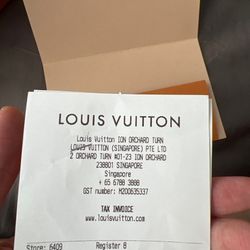 LOUIS VUITTON
Louis Vuitton ION ORCHARD TURN
LOUIS VUITTON (SINGAPORE) PTE LTD
2 ORCHARD TURN #01-23 ION ORCHARD
238801 SINGAPORE
Singapore
+ 65 6788 3888
GST number: M200635337
TAX INVOICE
www.louisvuitton.com
Store: 6409 Register 8